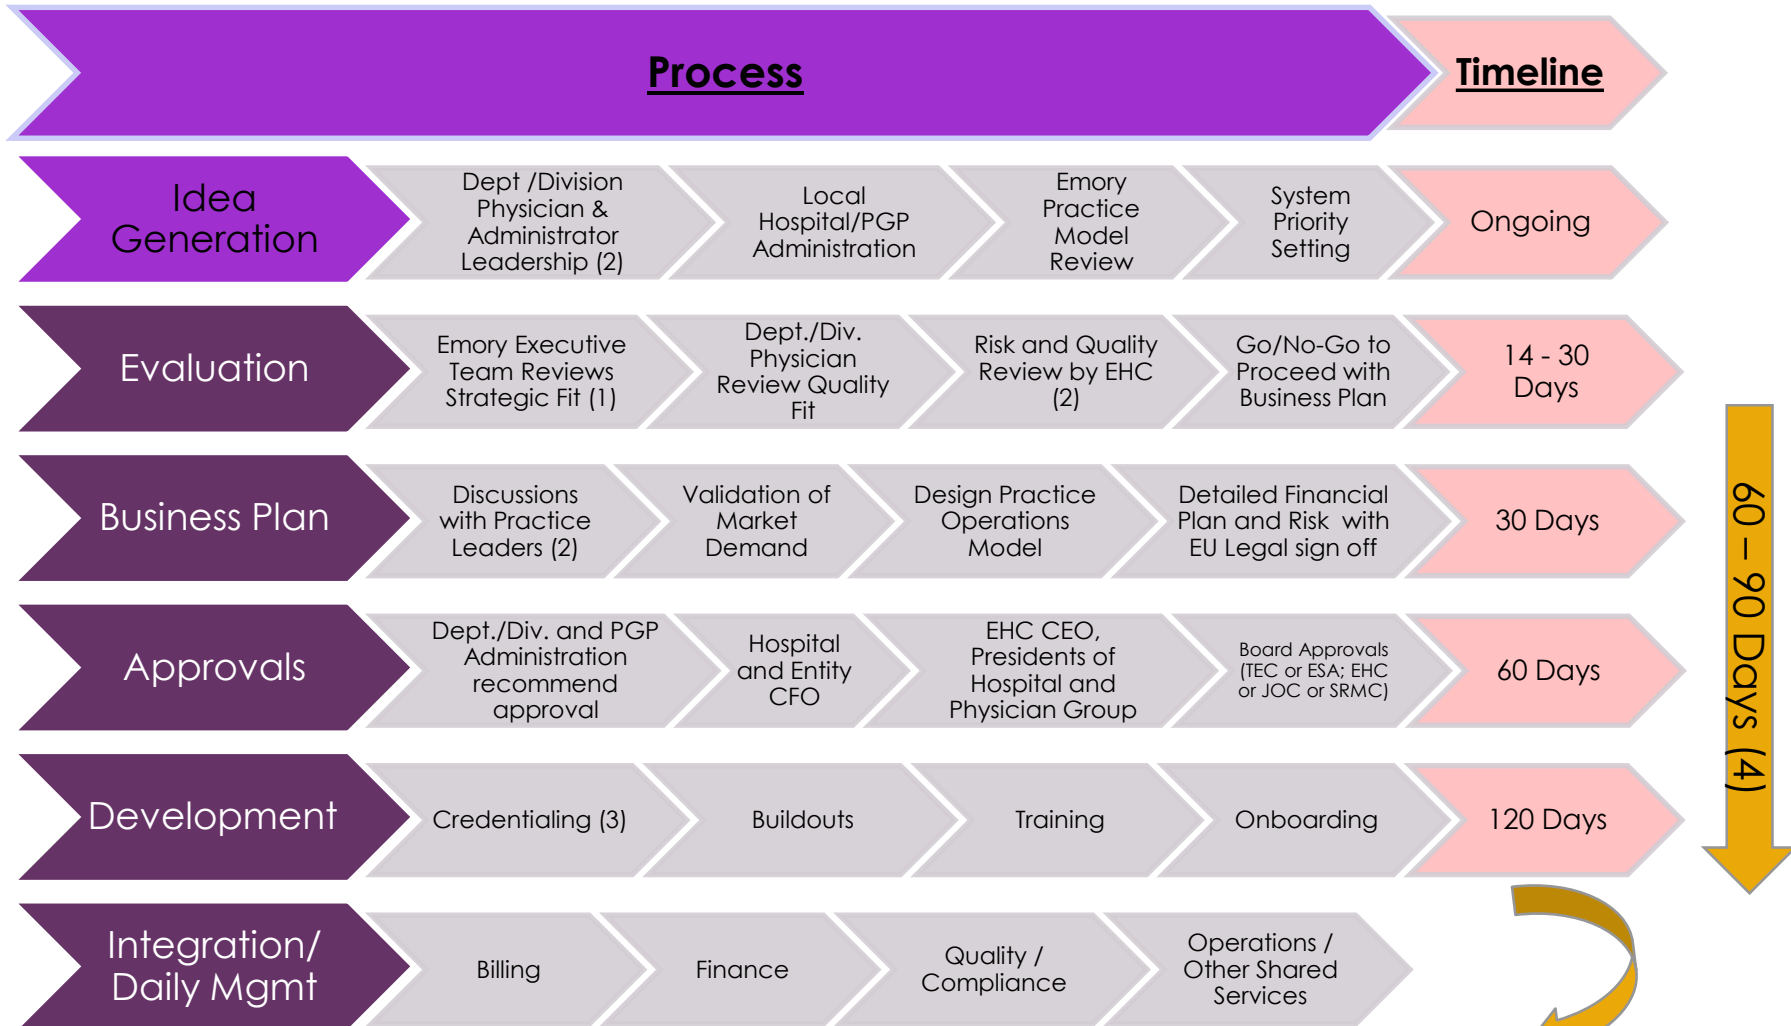 Process
Timeline
Idea
Generation
Dept /Division
Physician &
Administrator
Leadership (2)
Local
Hospital/PGP
Administration
Emory
Practice
Model
Review
System
Priority
Setting
Ongoing
Evaluation
Emory Executive
Team Reviews
Strategic Fit (1)
Dept./Div.
Physician
Review Quality
Fit
Risk and Quality
Review by EHC
(2)
Go/No-Go to
Proceed with
Business Plan
14 - 30
Days
Business Plan
Discussions
with Practice
Leaders (2)
Validation of
Market
Demand
Design Practice
Operations
Model
Detailed Financial
Plan and Risk with
EU Legal sign off
30 Days
Approvals
Dept./Div. and PGP
Administration
recommend
approval
Hospital
and Entity
CFO
EHC CEO,
Presidents of
Hospital and
Physician Group
Board Approvals
(TEC or ESA; EHC
or JOC or SRMC)
60 Days
Development
Credentialing (3)
Buildouts
Training
Onboarding
120 Days
60 – 90 Days (4)
Integration/
Daily Mgmt
Billing
Finance
Quality /
Compliance
Operations /
Other Shared
Services